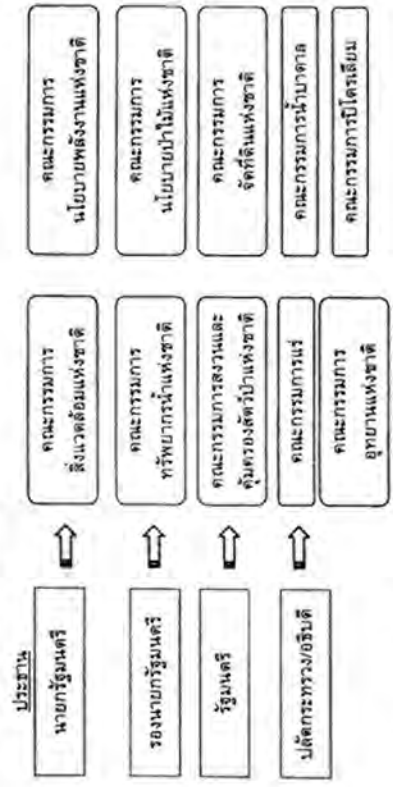 ประธาน
นายกรัฐมนตรี
คณะกรรมการ
สิ่งแวดล้อมแห่งชาติ
คณะกรรมการ
นโยบายพลังงานแห่งชาติ
รองนายกรัฐมนตรี
คณะกรรมการ
ทรัพยากรน้ำแห่งชาติ
คณะกรรมการ
นโยบายป่าไม้แห่งชาติ
รัฐมนตรี
คณะกรรมการสงวนและ
คุ้มครองสัตว์ป่าแห่งชาติ
คณะกรรมการ
จัดที่ดินแห่งชาติ
ปลัดกระทรวง/อธิบดี
คณะกรรมการแร่
คณะกรรมการน้ำบาดาล
คณะกรรมการ
อุทยานแห่งชาติ
คณะกรรมการปิโตรเลียม